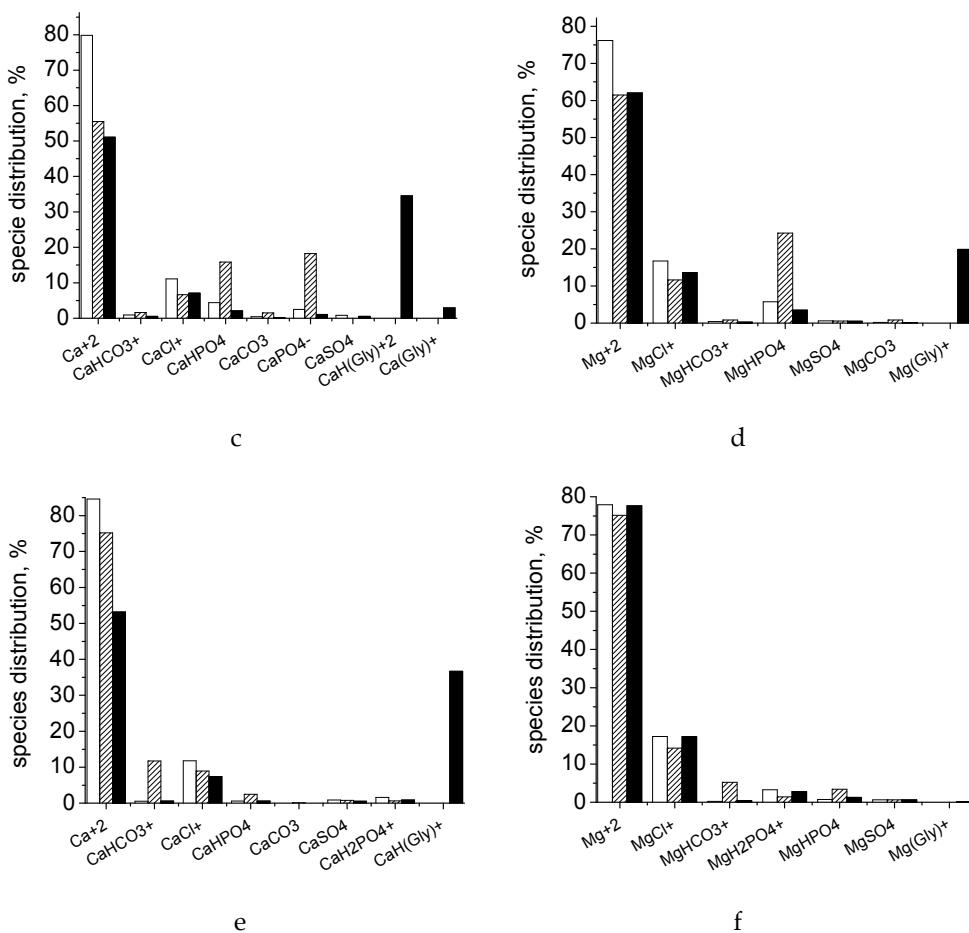 specie distribution, %
80
70
60
50
40
30
20
10
0
Ca+2
CaHCO3+
CaCl+
CaHPO4
CaCO3
CaPO4-
CaSO4
CaH(Gly)+2
Ca(Gly)+
c
specie distribution, %
80
70
60
50
40
30
20
10
0
Mg+2
MgCl+
MgHCO3+
MgHPO4
MgSO4
MgCO3
Mg(Gly)+
d
species distribution, %
80
70
60
50
40
30
20
10
0
Ca+2
CaHCO3+
CaCl+
CaHPO4
CaCO3
CaSO4
CaH2PO4+
CaH(Gly)+
e
species distribution, %
80
70
60
50
40
30
20
10
0
Mg+2
MgCl+
MgHCO3+
MgH2PO4+
MgHPO4
MgSO4
Mg(Gly)+
f